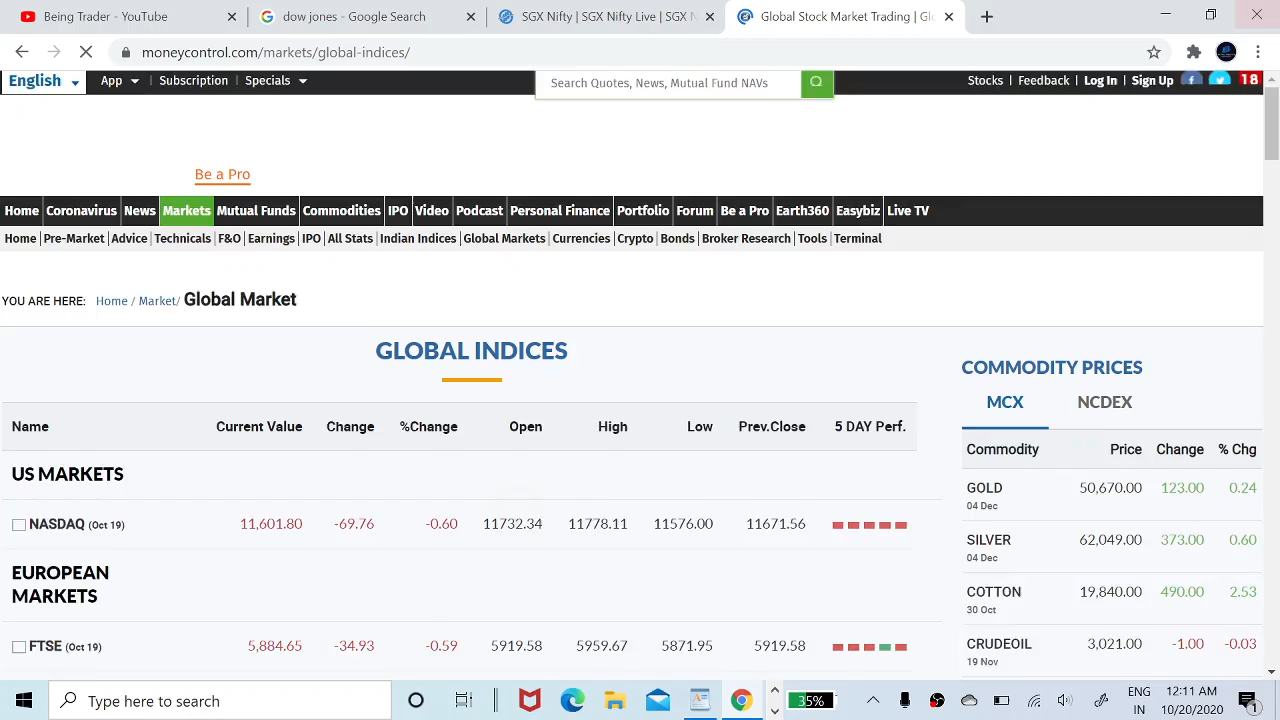 Being Trader - YouTube
dow jones - Google Search
SGX Nifty | SGX Nifty Live | SGX N
Global Stock Market Trading | Glo
moneycontrol.com/markets/global-indices/
English App Subscription Specials
Search Quotes, News, Mutual Fund NAVs
Stocks | Feedback | Log In | Sign Up 18
Be a Pro
Home Coronavirus News Markets Mutual Funds Commodities IPO Video Podcast Personal Finance Portfolio Forum Be a Pro Earth360 Easybiz Live TV
Home Pre-Market Advice Technicals F&O Earnings IPO All Stats Indian Indices Global Markets Currencies Crypto Bonds Broker Research Tools Terminal
YOU ARE HERE: Home / Market/ Global Market
GLOBAL INDICES
Name Current Value Change %Change Open High Low Prev.Close 5 DAY Perf.
US MARKETS
NASDAQ (Oct 19) 11,601.80 -69.76 -0.60 11732.34 11778.11 11576.00 11671.56
EUROPEAN
MARKETS
FTSE (Oct 19) 5,884.65 -34.93 -0.59 5919.58 5959.67 5871.95 5919.58
COMMODITY PRICES
MCX NCDEX
Commodity Price Change % Chg
GOLD 50,670.00 123.00 0.24
04 Dec
SILVER 62,049.00 373.00 0.60
04 Dec
COTTON 19,840.00 490.00 2.53
30 Oct
CRUDEOIL 3,021.00 -1.00 -0.03
19 Nov
Type here to search
35%
ENG
IN
12:11 AM
10/20/2020
1